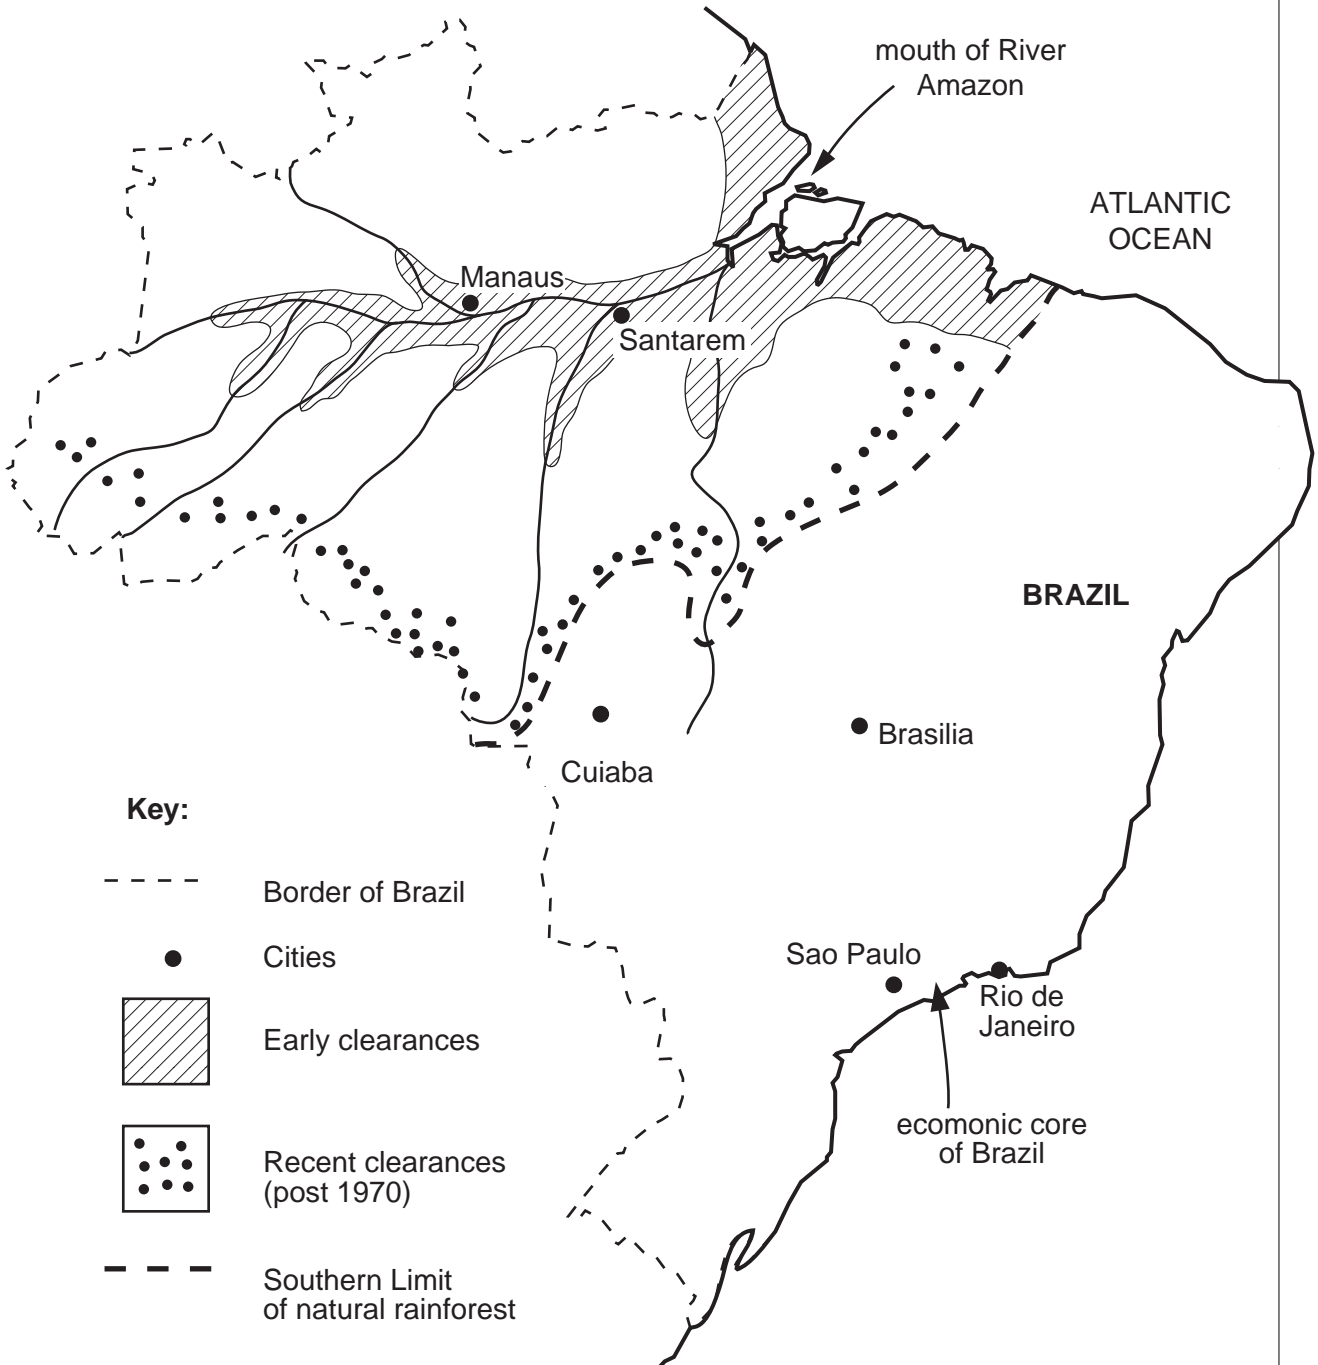 mouth of River
Amazon
ATLANTIC
OCEAN
Manaus
Santarem
BRAZIL
Brasilia
Cuiaba
Key:
Border of Brazil
Cities
Early clearances
Recent clearances
(post 1970)
Southern Limit
of natural rainforest
Sao Paulo
Rio de
Janeiro
ecomonic core
of Brazil